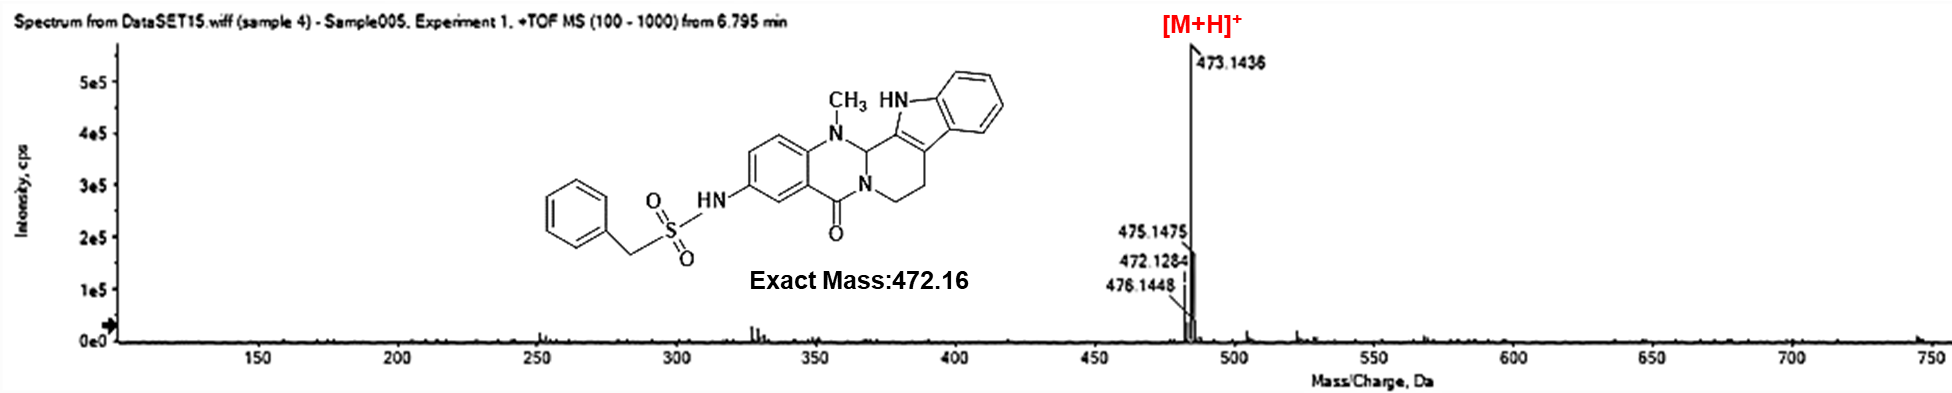 Spectrum from DataSET15.wiff (sample 4) - Sample005, Experiment 1, +TOF MS (100 - 1000) from 6.795 min
[M+H]+
473.1436
5e5
4e5
3e5
2e5
1e5
0e0
Intensity, cps
CH3
HN
N
N
O
HN
O
S
O
Exact Mass:472.16
475.1475
472.1284
476.1448
150
200
250
300
350
400
450
500
550
600
650
700
750
Mass/Charge, Da